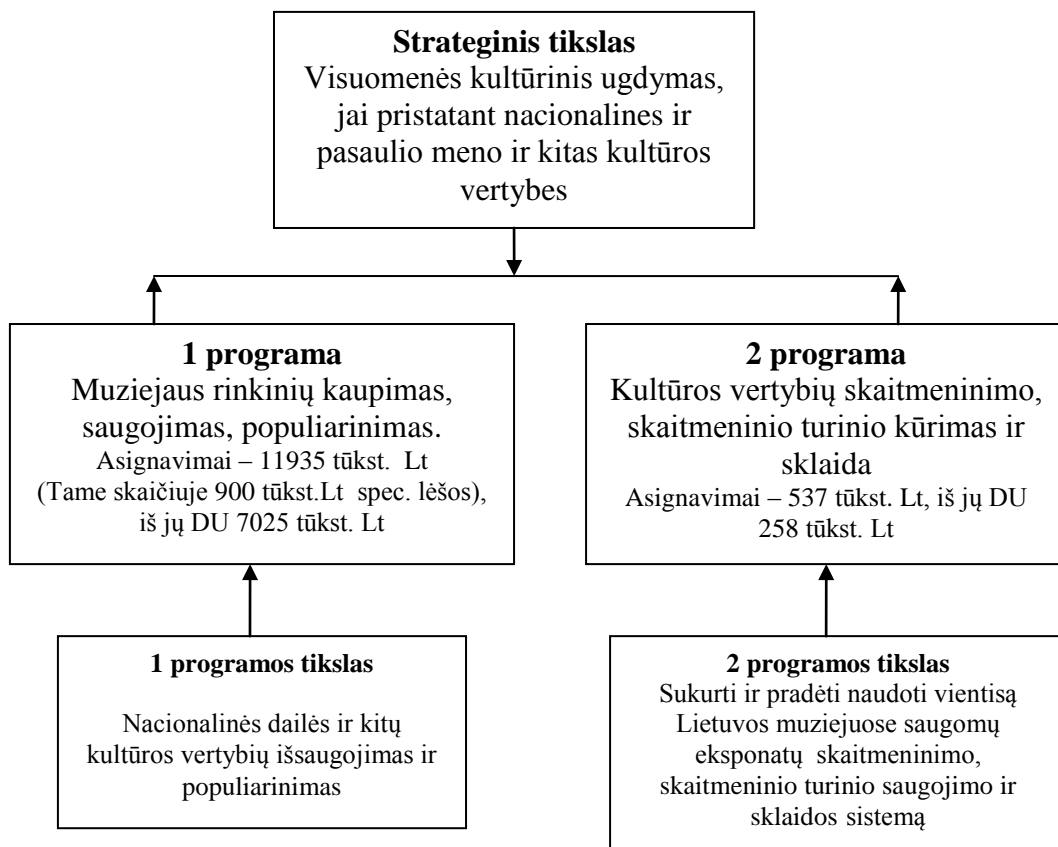 Strateginis tikslas
Visuomenės kultūrinis ugdymas,
jai pristatant nacionalines ir
pasaulio meno ir kitas kultūros
vertybes
1 programa
Muziejaus rinkinių kaupimas,
saugojimas, populiarinimas.
Asignavimai – 11935 tūkst. Lt
(Tame skaičiuje 900 tūkst.Lt spec. lėšos),
iš jų DU 7025 tūkst. Lt
2 programa
Kultūros vertybių skaitmeninimo,
skaitmeninio turinio kūrimas ir
sklaida
Asignavimai – 537 tūkst. Lt, iš jų DU
258 tūkst. Lt
1 programos tikslas
Nacionalinės dailės ir kitų
kultūros vertybių išsaugojimas ir
populiarinimas
2 programos tikslas
Sukurti ir pradėti naudoti vientisą
Lietuvos muziejuose saugomų
eksponatų skaitmeninimo,
skaitmeninio turinio saugojimo ir
sklaidos sistemą